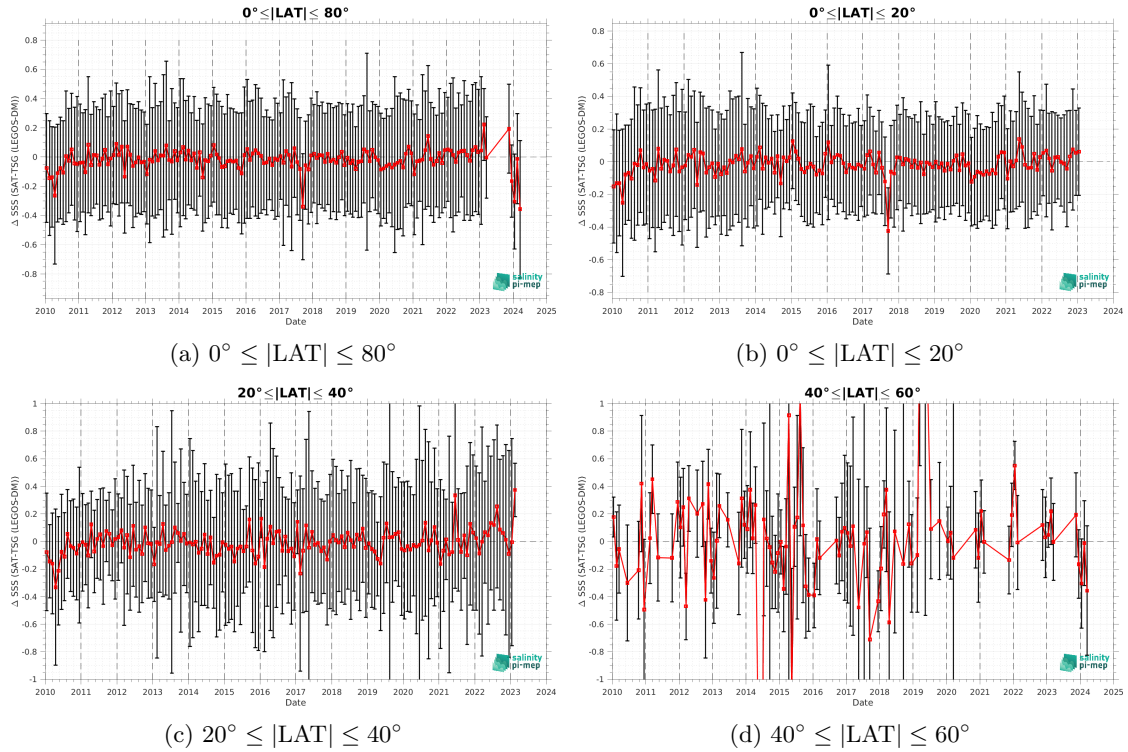 0°≤|LAT|≤ 80°
Δ SSS (SAT-TSG (LEGOS-DM))
0.8
0.6
0.4
0.2
0
-0.2
-0.4
-0.6
-0.8
2010 2011 2012 2013 2014 2015 2016 2017 2018 2019 2020 2021 2022 2023 2024 2025
Date
salinity
pi-mep
(a) 0° ≤ |LAT| ≤ 80°
0°≤|LAT|≤ 20°
Δ SSS (SAT-TSG (LEGOS-DM))
0.8
0.6
0.4
0.2
0
-0.2
-0.4
-0.6
-0.8
2010 2011 2012 2013 2014 2015 2016 2017 2018 2019 2020 2021 2022 2023 2024
Date
salinity
pi-mep
(b) 0° ≤ |LAT| ≤ 20°
20°≤|LAT|≤ 40°
Δ SSS (SAT-TSG (LEGOS-DM))
1
0.8
0.6
0.4
0.2
0
-0.2
-0.4
-0.6
-0.8
-1
2010 2011 2012 2013 2014 2015 2016 2017 2018 2019 2020 2021 2022 2023 2024
Date
salinity
pi-mep
(c) 20° ≤ |LAT| ≤ 40°
40°≤|LAT|≤ 60°
Δ SSS (SAT-TSG (LEGOS-DM))
1
0.8
0.6
0.4
0.2
0
-0.2
-0.4
-0.6
-0.8
-1
2010 2011 2012 2013 2014 2015 2016 2017 2018 2019 2020 2021 2022 2023 2024 2025
Date
salinity
pi-mep
(d) 40° ≤ |LAT| ≤ 60°